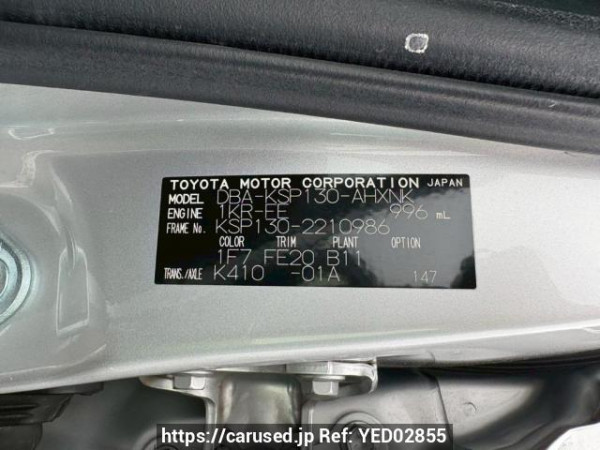 TOYOTA MOTOR CORPORATION JAPAN
MODEL DBA-KSP130-AHXNK
ENGINE 1KR-FE 996 mL
FRAME No. KSP130-2210986
COLOR TRIM PLANT OPTION
1F7 FE20 B11
TRANS./AXLE K410 -01A 147
https://carused.jp Ref: YED02855